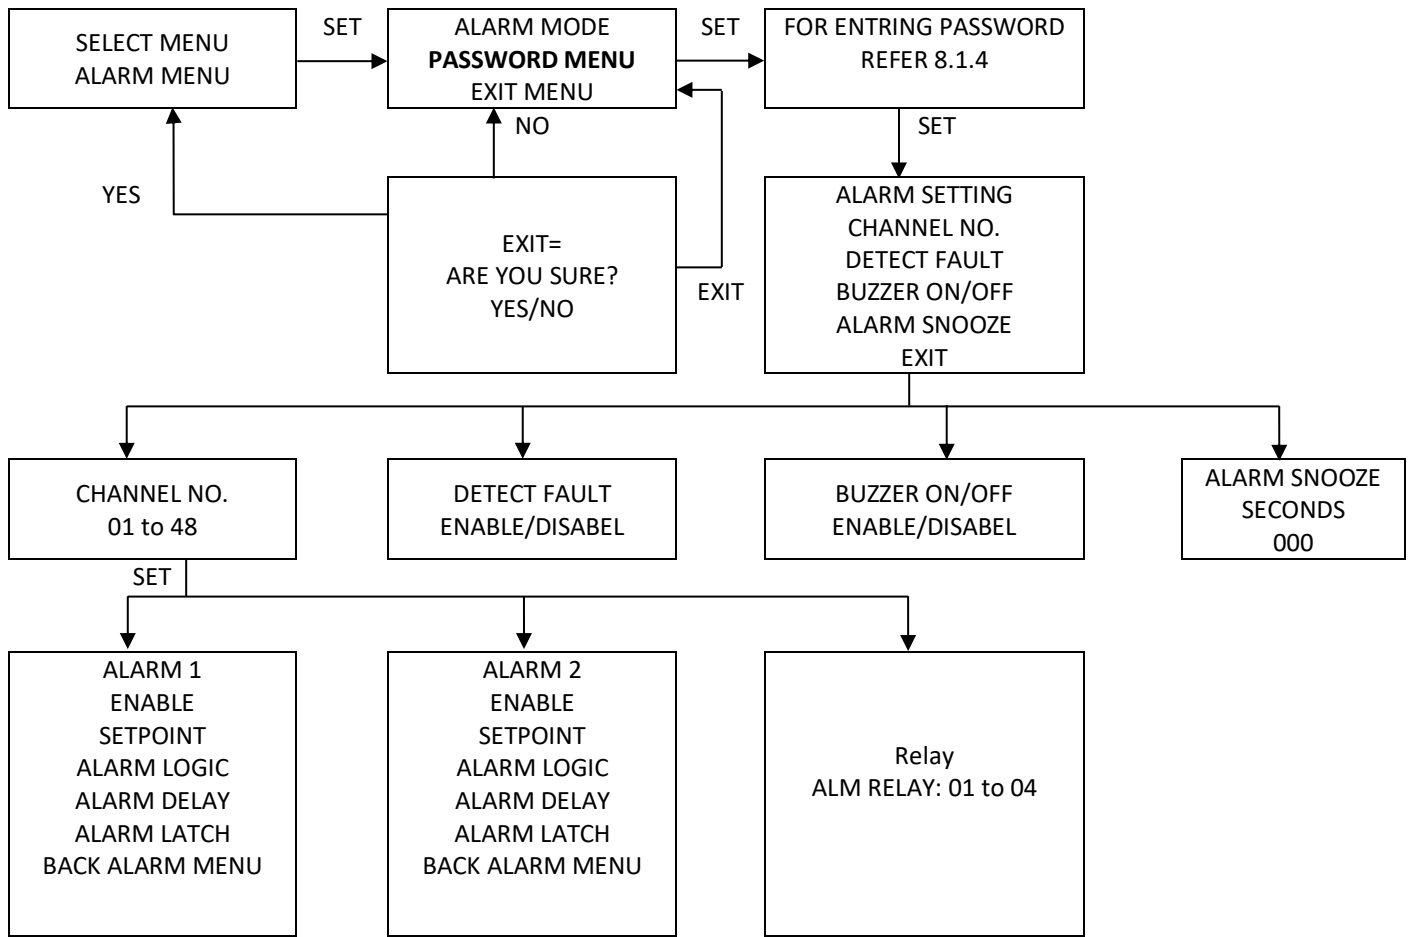 SELECT MENU
ALARM MENU
SET
ALARM MODE
PASSWORD MENU
EXIT MENU
SET
FOR ENTRING PASSWORD
REFER 8.1.4
NO
SET
YES
EXIT=
ARE YOU SURE?
YES/NO
EXIT
ALARM SETTING
CHANNEL NO.
DETECT FAULT
BUZZER ON/OFF
ALARM SNOOZE
EXIT
CHANNEL NO.
01 to 48
DETECT FAULT
ENABLE/DISABEL
BUZZER ON/OFF
ENABLE/DISABEL
ALARM SNOOZE
SECONDS
000
SET
ALARM 1
ENABLE
SETPOINT
ALARM LOGIC
ALARM DELAY
ALARM LATCH
BACK ALARM MENU
ALARM 2
ENABLE
SETPOINT
ALARM LOGIC
ALARM DELAY
ALARM LATCH
BACK ALARM MENU
Relay
ALM RELAY: 01 to 04